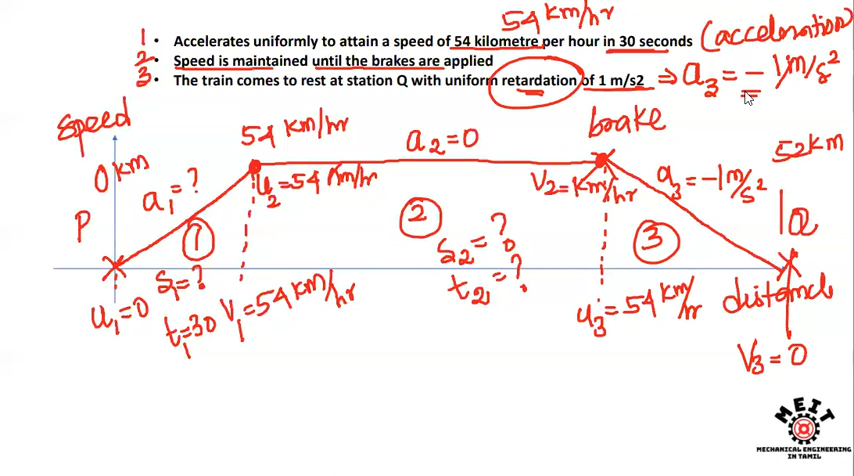 54 km/hr
1 Accelerates uniformly to attain a speed of 54 kilometre per hour in 30 seconds (acceleration)
2 Speed is maintained until the brakes are applied
3 The train comes to rest at station Q with uniform retardation of 1 m/s2 ⇒ a3 = - 1m/s²
speed 54 km/hr a2=0 brake 52km
0 km a1=? u2=54 km/hr V2=km/hr a3=-1m/s²
P 1 2 3 Q
s1=? s2=?
t1=30 t2=?
u1=0 V1=54 km/hr u3=54 km/hr distance
V3=0
MEIT
MECHANICAL ENGINEERING
IN TAMIL